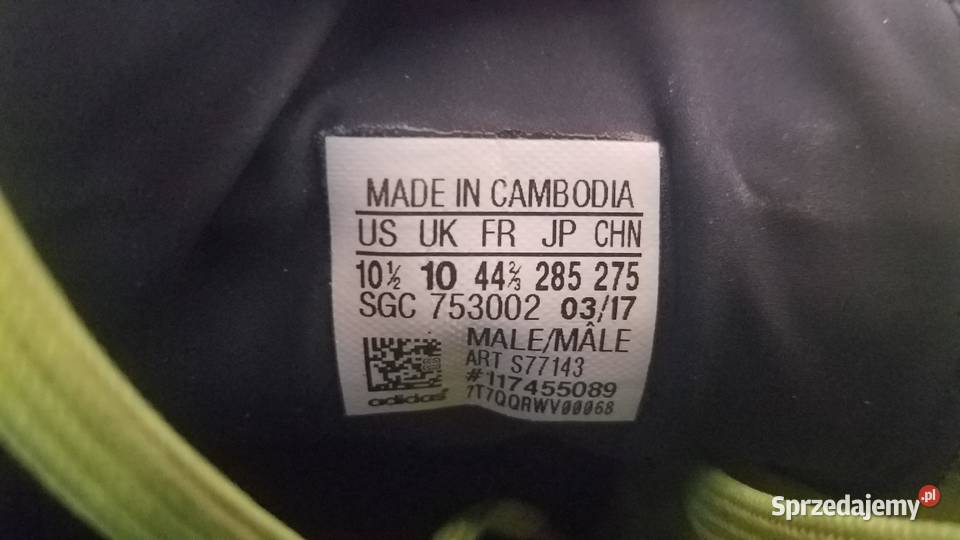 MADE IN CAMBODIA
US UK FR JP CHN
10½ 10 44⅔ 285 275
SGC 753002 03/17
MALE/MÂLE
ART S77143
#117455089
7T7QQRWV00068
adidas
Sprzedajemy.pl